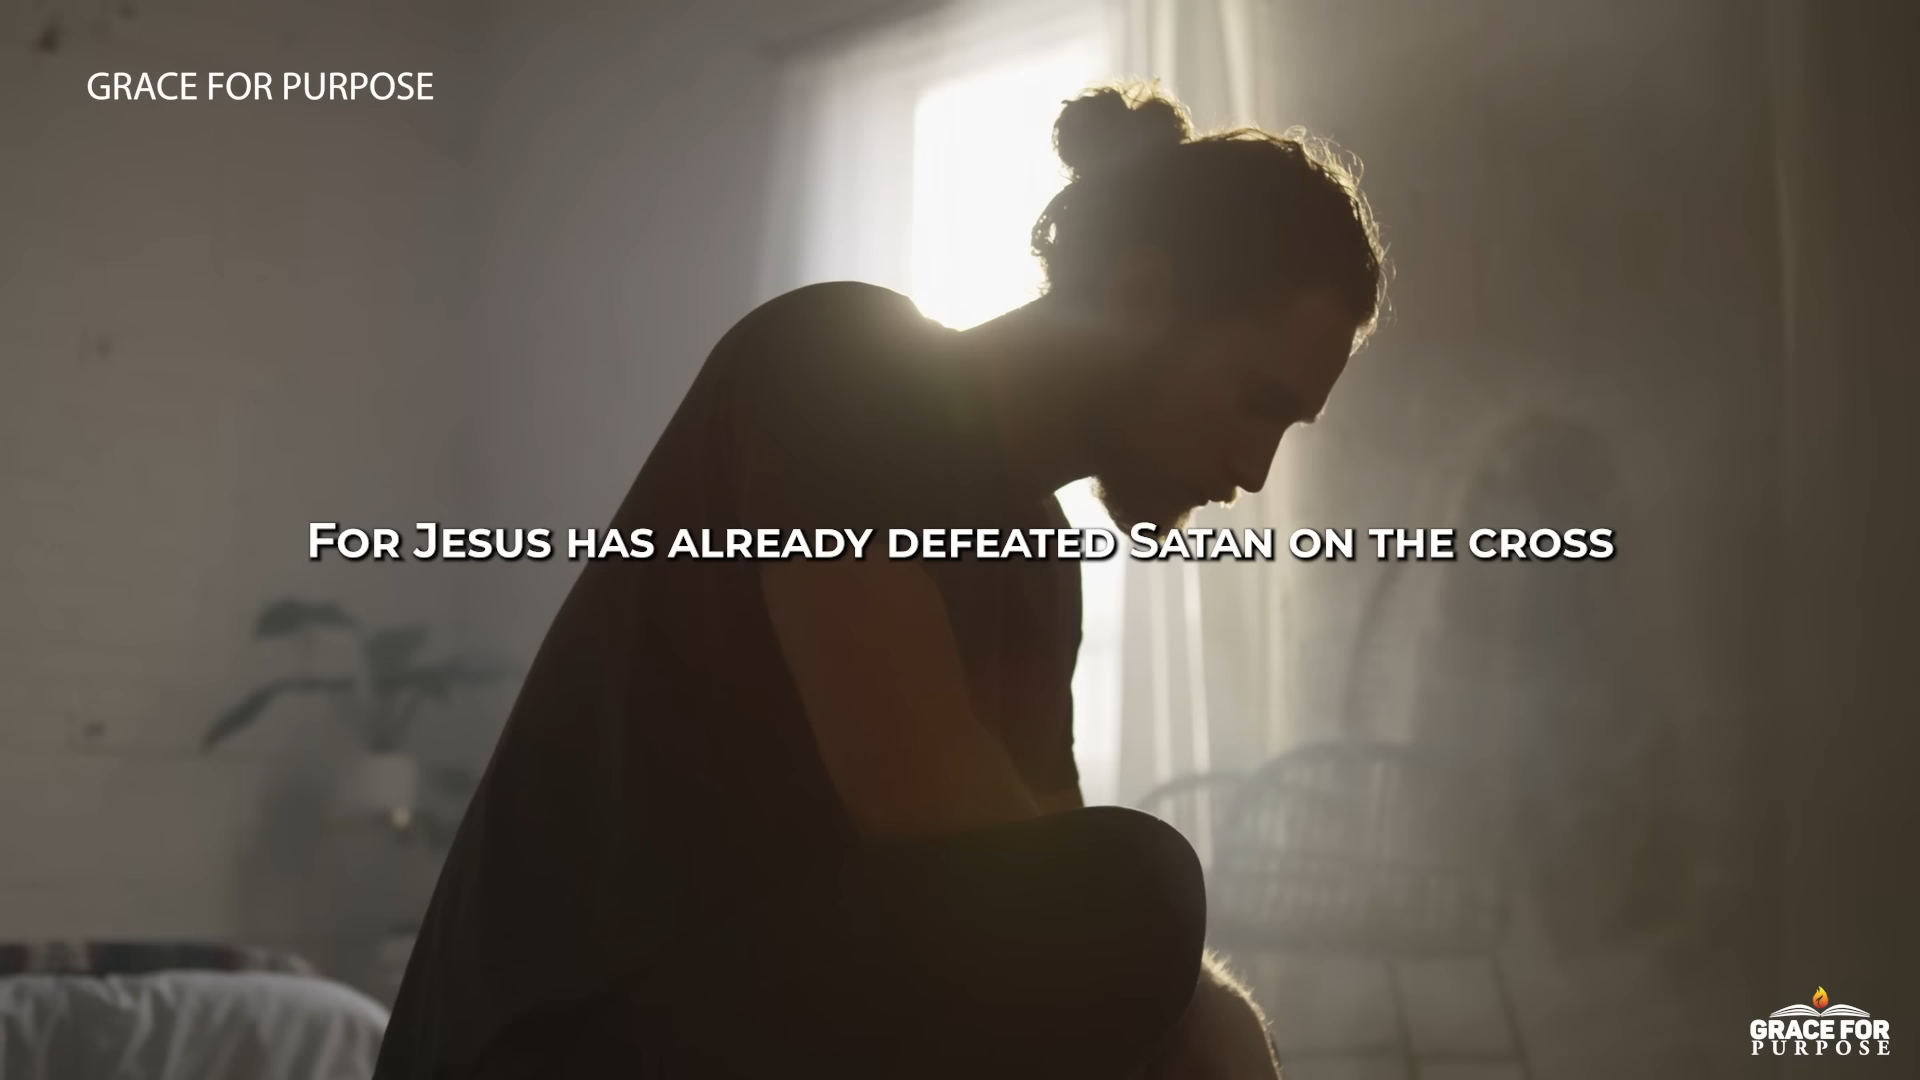 GRACE FOR PURPOSE
For Jesus has already defeated Satan on the cross
GRACE FOR
PURPOSE